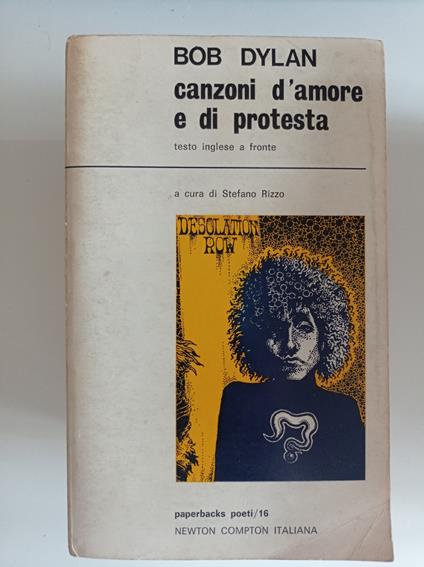 BOB DYLAN
canzoni d'amore
e di protesta
testo inglese a fronte
a cura di Stefano Rizzo
DESOLATION
ROW
paperbacks poeti/16
NEWTON COMPTON ITALIANA